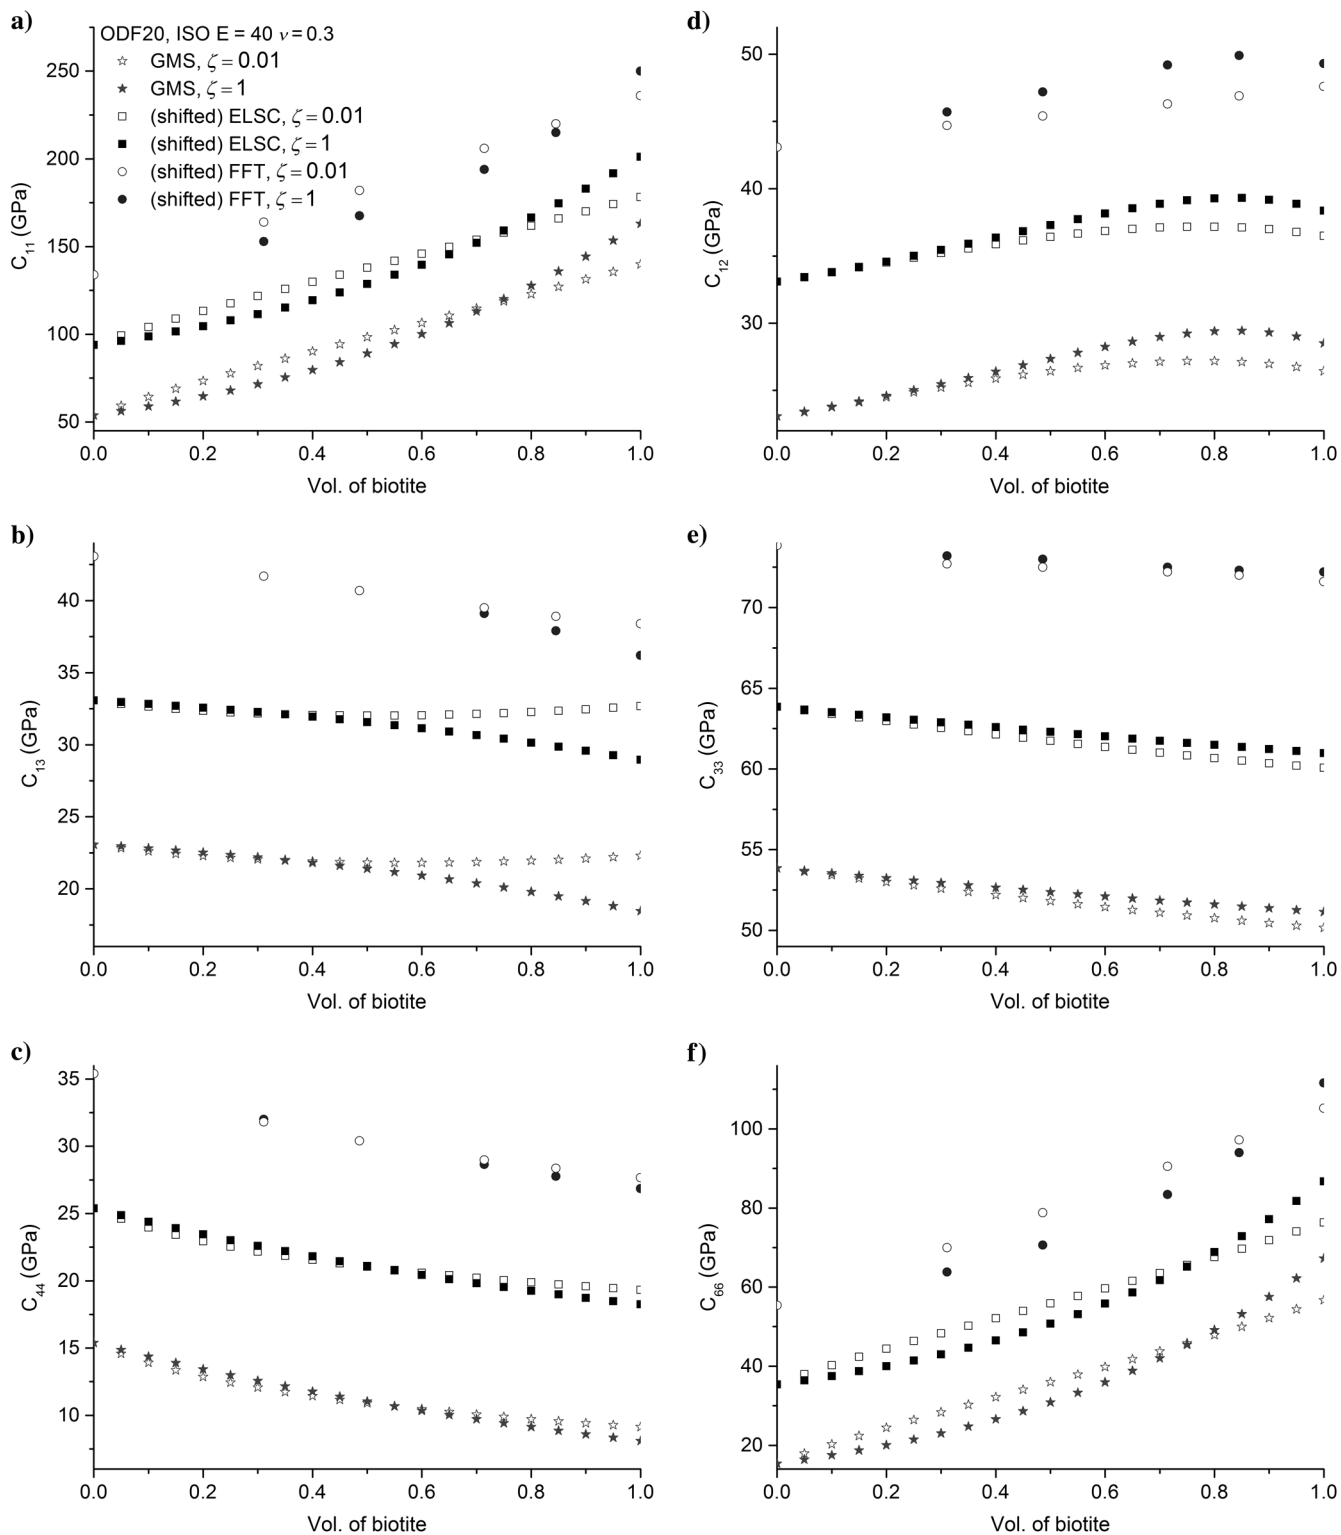 a)
ODF20, ISO E = 40 ν = 0.3
GMS, ζ = 0.01
GMS, ζ = 1
(shifted) ELSC, ζ = 0.01
(shifted) ELSC, ζ = 1
(shifted) FFT, ζ = 0.01
(shifted) FFT, ζ = 1
250
200
150
100
50
C11 (GPa)
0.0 0.2 0.4 0.6 0.8 1.0
Vol. of biotite
d)
50
40
30
C12 (GPa)
0.0 0.2 0.4 0.6 0.8 1.0
Vol. of biotite
b)
40
35
30
25
20
C13 (GPa)
0.0 0.2 0.4 0.6 0.8 1.0
Vol. of biotite
e)
70
65
60
55
50
C33 (GPa)
0.0 0.2 0.4 0.6 0.8 1.0
Vol. of biotite
c)
35
30
25
20
15
10
C44 (GPa)
0.0 0.2 0.4 0.6 0.8 1.0
Vol. of biotite
f)
100
80
60
40
20
C66 (GPa)
0.0 0.2 0.4 0.6 0.8 1.0
Vol. of biotite